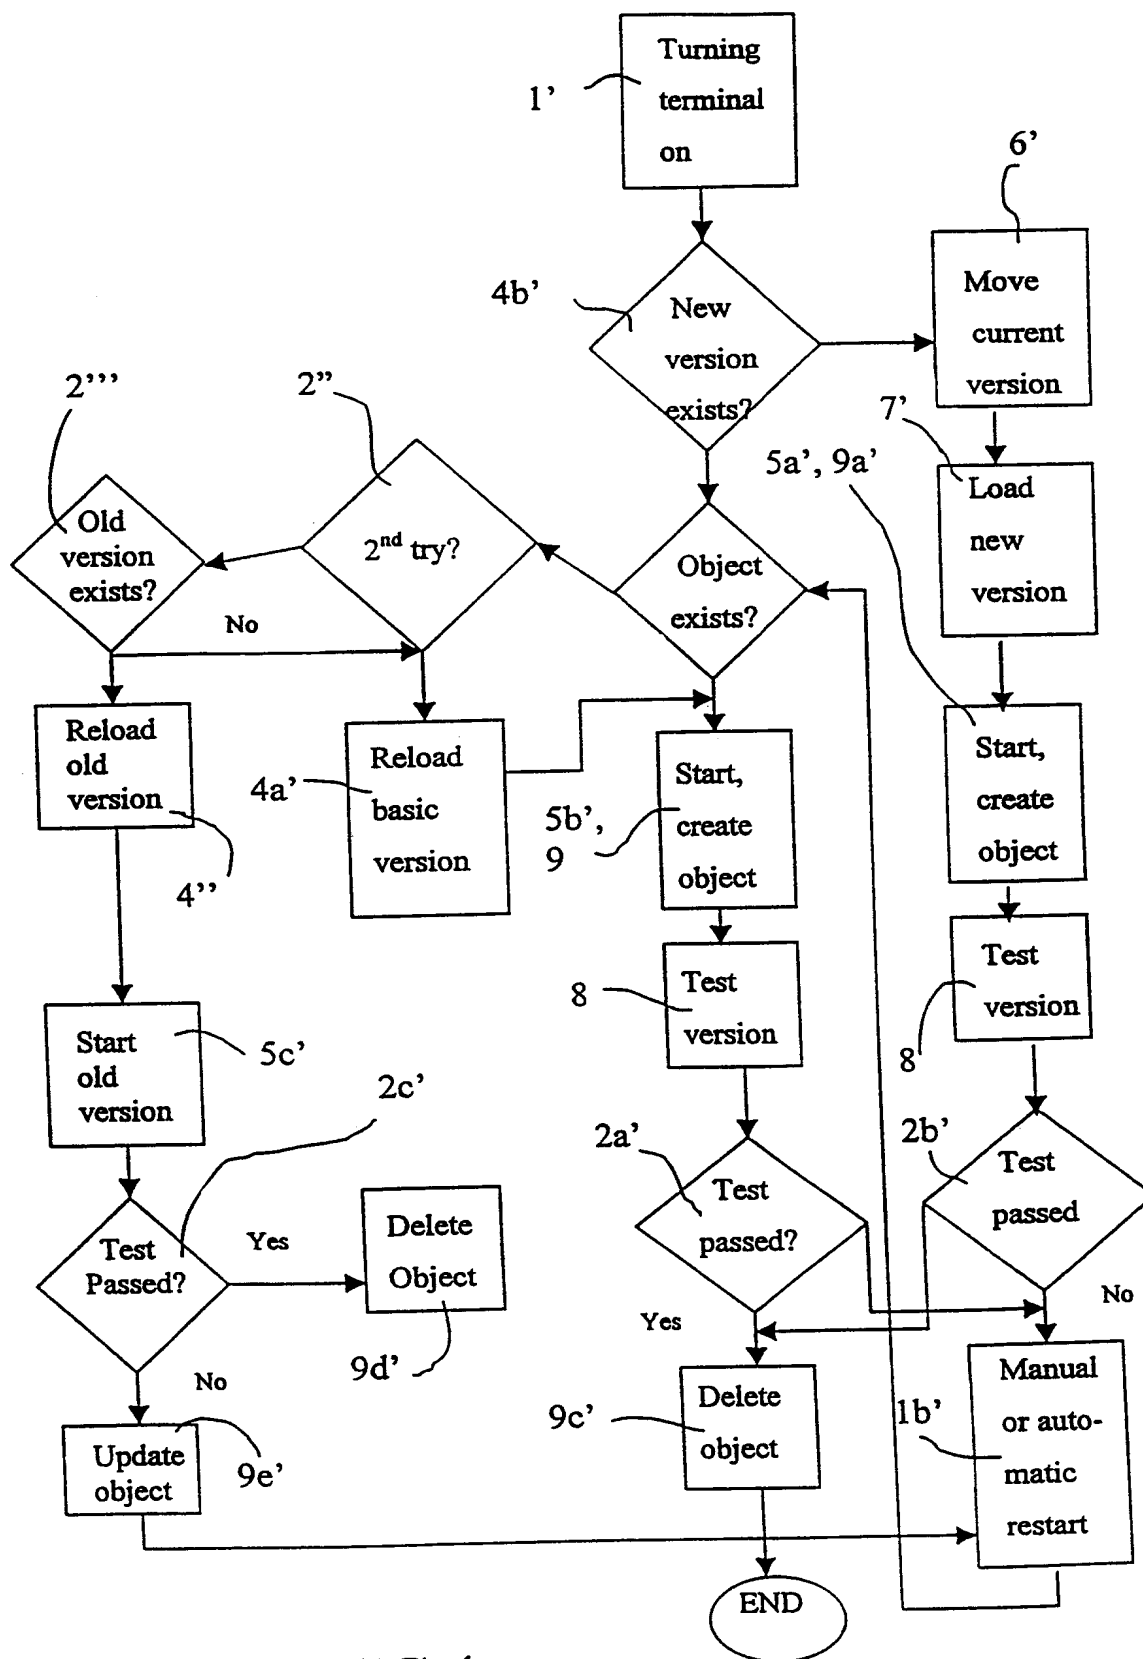 Turning
terminal
on
1’
6’
Move
current
version
4b’
New
version
exists?
2’’’
2”
7’
5a’, 9a’
Load
new
version
Old
version
exists?
2nd try?
Object
exists?
No
Reload
old
version
4’’
4a’
Reload
basic
version
5b’,
9
Start,
create
object
Start,
create
object
8
Test
version
Test
version
8
Start
old
version
5c’
2c’
2a’
Test
passed?
2b’
Test
passed
Test
Passed?
Yes
Delete
Object
9d’
Yes
No
No
Update
object
9e’
9c’
Delete
object
1b’
Manual
or auto-
matic
restart
END